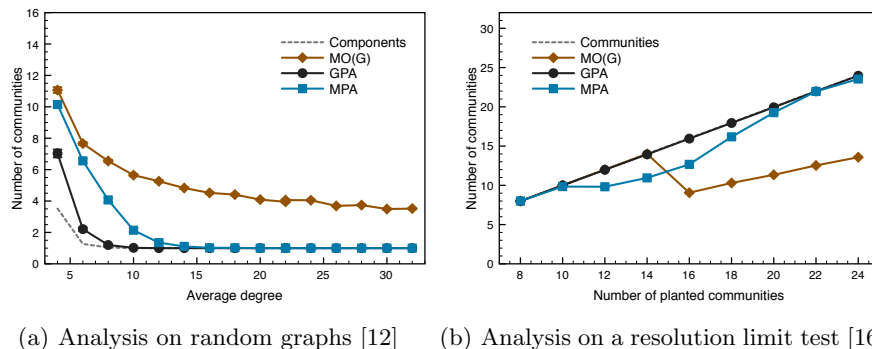 16
14
12
10
8
6
4
2
0
Number of communities
Components
MO(G)
GPA
MPA
5 10 15 20 25 30
Average degree
30
25
20
15
10
5
0
Number of communities
Communities
MO(G)
GPA
MPA
8 10 12 14 16 18 20 22 24
Number of planted communities
(a) Analysis on random graphs [12]
(b) Analysis on a resolution limit test [16